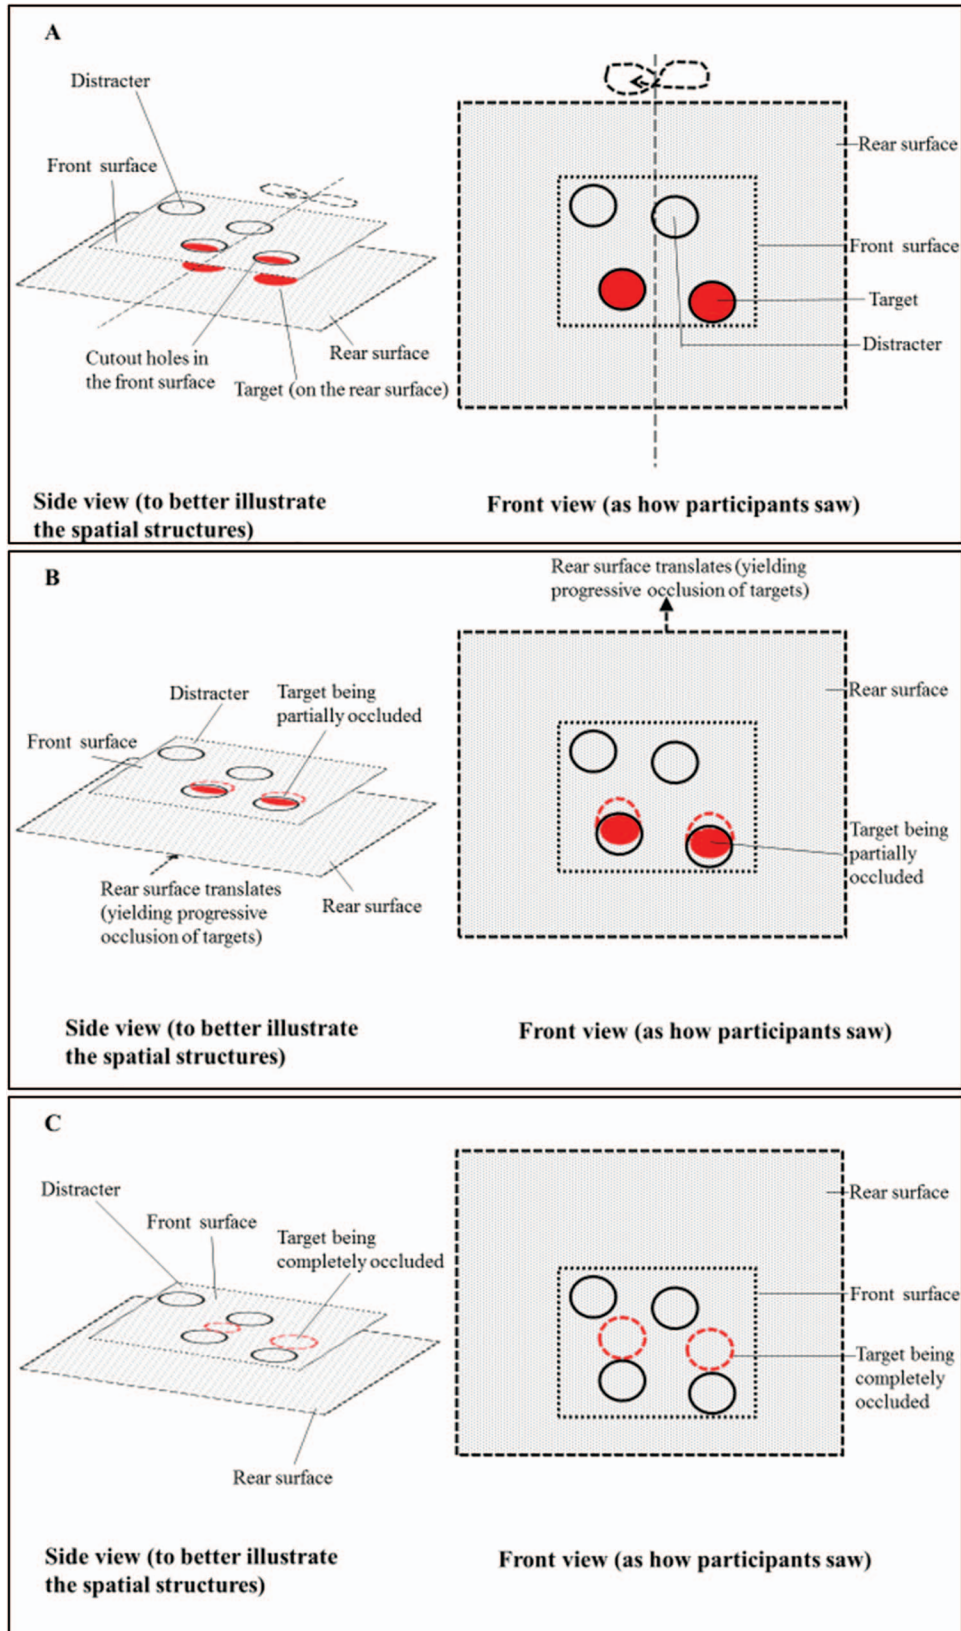 A
Distracter
Front surface
Cutout holes in
the front surface
Rear surface
Target (on the rear surface)
Rear surface
Front surface
Target
Distracter
Side view (to better illustrate
the spatial structures)
Front view (as how participants saw)
B
Distracter
Target being
partially occluded
Front surface
Rear surface translates
(yielding progressive
occlusion of targets)
Rear surface
Rear surface translates (yielding
progressive occlusion of targets)
Rear surface
Target being
partially
occluded
Side view (to better illustrate
the spatial structures)
Front view (as how participants saw)
C
Distracter
Front surface
Target being
completely occluded
Rear surface
Rear surface
Front surface
Target being
completely
occluded
Side view (to better illustrate
the spatial structures)
Front view (as how participants saw)